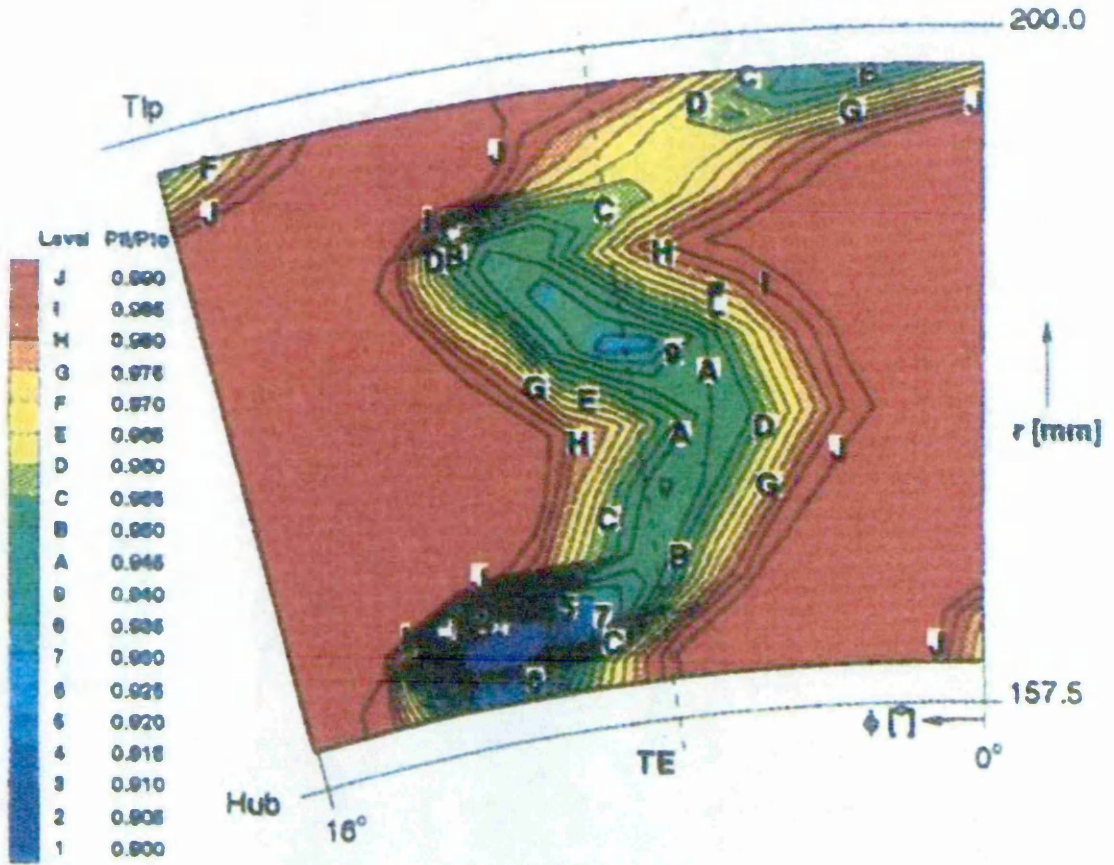 200.0
Tip
C
B
D
G
J
J
F
J
C
H
I
E
D
B
9
A
G
E
A
D
H
J
G
C
B
J
7
C
J
9
Level
J 0.990
I 0.985
H 0.980
G 0.975
F 0.970
E 0.965
D 0.960
C 0.955
B 0.950
A 0.945
9 0.940
8 0.935
7 0.930
6 0.925
5 0.920
4 0.915
3 0.910
2 0.905
1 0.900
r [mm]
157.5
ϕ [°]
TE
0°
Hub
16°